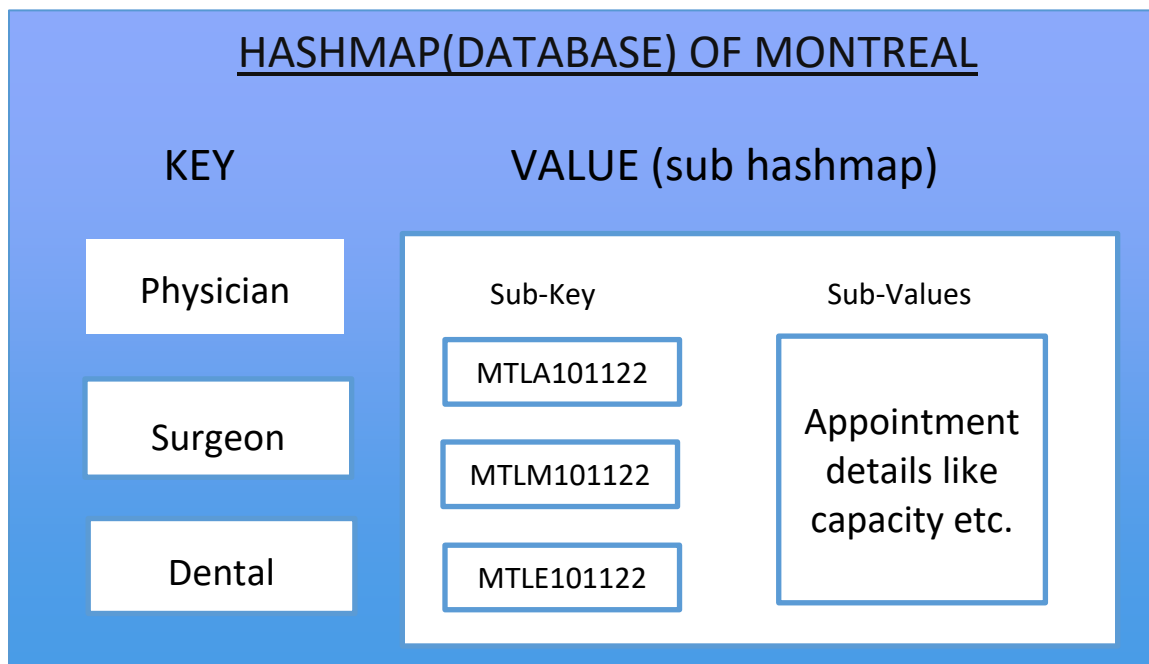 HASHMAP(DATABASE) OF MONTREAL
KEY
VALUE (sub hashmap)
Physician
Surgeon
Dental
Sub-Key
Sub-Values
MTLA101122
MTLM101122
MTLE101122
Appointment
details like
capacity etc.